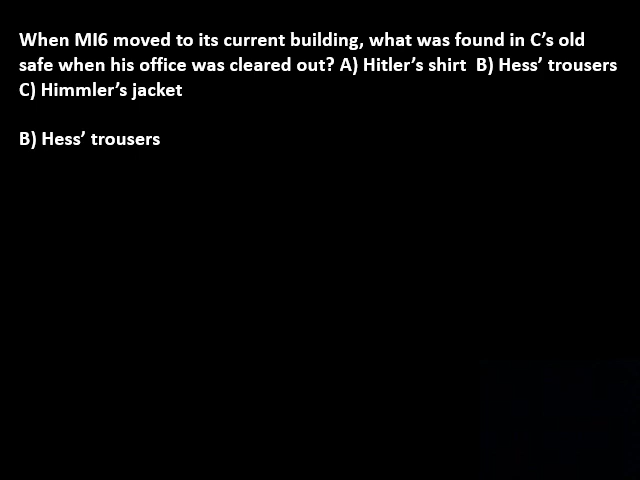 When MI6 moved to its current building, what was found in C’s old
safe when his office was cleared out? A) Hitler’s shirt  B) Hess’ trousers
C) Himmler’s jacket
B) Hess’ trousers